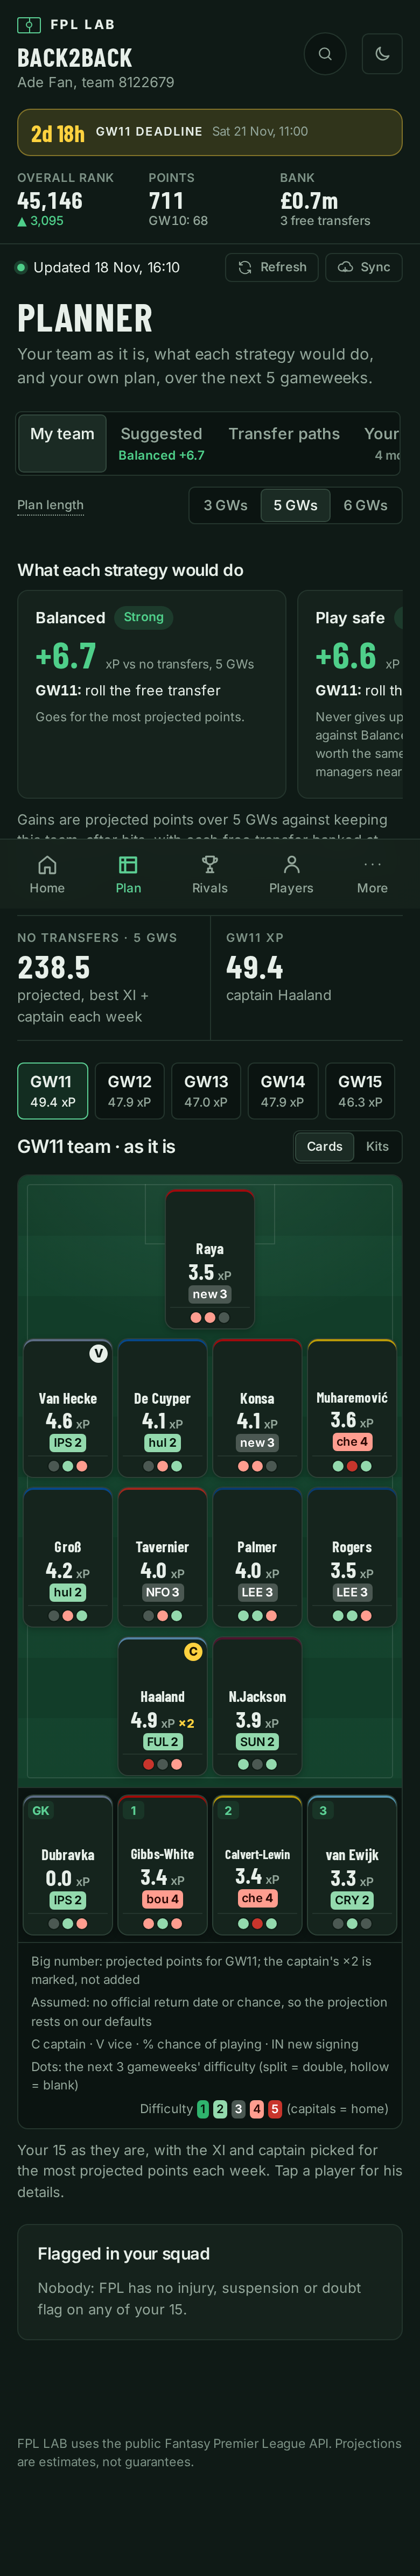 FPL LAB
BACK2BACK
Ade Fan, team 8122679
2d 18h GW11 DEADLINE Sat 21 Nov, 11:00
OVERALL RANK POINTS BANK
45,146 711 £0.7m
▲ 3,095 GW10: 68 3 free transfers
Updated 18 Nov, 16:10 Refresh Sync
PLANNER
Your team as it is, what each strategy would do,
and your own plan, over the next 5 gameweeks.
My team Suggested Transfer paths Your
Balanced +6.7
Plan length 3 GWs 5 GWs 6 GWs
What each strategy would do
Balanced Strong Play safe
+6.7 xP vs no transfers, 5 GWs +6.6 xP
GW11: roll the free transfer GW11: roll th
Goes for the most projected points. Never gives up
against Balance
worth the same
managers near
Gains are projected points over 5 GWs against keeping
Home Plan Rivals Players More
NO TRANSFERS · 5 GWS GW11 XP
238.5 49.4
projected, best XI + captain Haaland
captain each week
GW11 GW12 GW13 GW14 GW15
49.4 xP 47.9 xP 47.0 xP 47.9 xP 46.3 xP
GW11 team · as it is Cards Kits
Raya
3.5 xP
new 3
V
Van Hecke De Cuyper Konsa Muharemović
4.6 xP 4.1 xP 4.1 xP 3.6 xP
IPS 2 hul 2 new 3 che 4
Groß Tavernier Palmer Rogers
4.2 xP 4.0 xP 4.0 xP 3.5 xP
hul 2 NFO 3 LEE 3 LEE 3
C
Haaland N.Jackson
4.9 xP ×2 3.9 xP
FUL 2 SUN 2
GK 1 2 3
Dubravka Gibbs-White Calvert-Lewin van Ewijk
0.0 xP 3.4 xP 3.4 xP 3.3 xP
IPS 2 bou 4 che 4 CRY 2
Big number: projected points for GW11; the captain's ×2 is
marked, not added
Assumed: no official return date or chance, so the projection
rests on our defaults
C captain · V vice · % chance of playing · IN new signing
Dots: the next 3 gameweeks' difficulty (split = double, hollow
= blank)
Difficulty 1 2 3 4 5 (capitals = home)
Your 15 as they are, with the XI and captain picked for
the most projected points each week. Tap a player for his
details.
Flagged in your squad
Nobody: FPL has no injury, suspension or doubt
flag on any of your 15.
FPL LAB uses the public Fantasy Premier League API. Projections
are estimates, not guarantees.